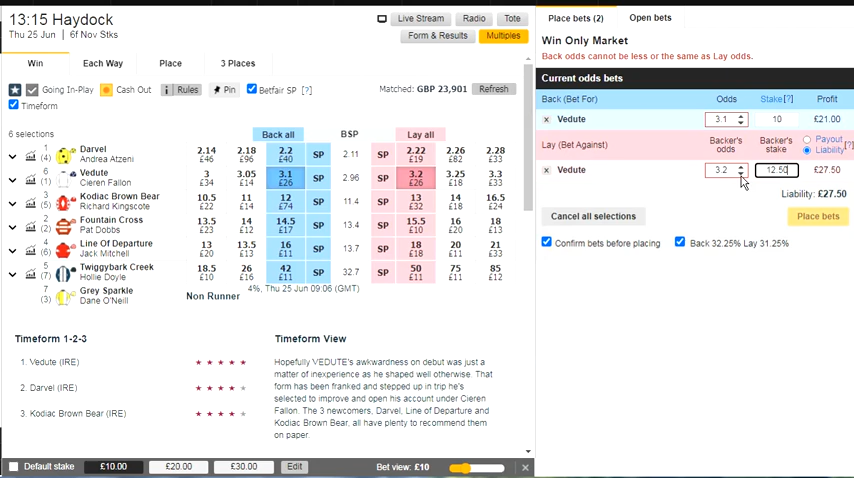 13:15 Haydock
Thu 25 Jun | 6f Nov Stks
Live Stream Radio Tote
Form & Results Multiples
Win Each Way Place 3 Places
Going In-Play Cash Out Rules Pin Betfair SP [?] Matched: GBP 23,901 Refresh
Timeform
6 selections Back all BSP Lay all
1 (4) Darvel Andrea Atzeni 2.14 £46 2.18 £96 2.2 £40 SP 2.11 SP 2.22 £19 2.26 £82 2.28 £33
6 (1) Vedute Cieren Fallon 3 £34 3.05 £14 3.1 £26 SP 2.96 SP 3.2 £26 3.25 £18 3.3 £33
3 (5) Kodiac Brown Bear Richard Kingscote 10.5 £22 11 £14 12 £74 SP 11.4 SP 13 £32 14 £18 16.5 £24
2 (2) Fountain Cross Pat Dobbs 13.5 £12 14 £14 14.5 £17 SP 13.4 SP 15.5 £10 16 £20 18 £13
4 (6) Line Of Departure Jack Mitchell 13 £20 13.5 £13 16 £11 SP 13.7 SP 18 £18 20 £11 21 £33
5 (7) Twiggybark Creek Hollie Doyle 18.5 £10 26 £16 42 £11 SP 32.7 SP 50 £11 75 £11 85 £12
7 (3) Grey Sparkle Dane O'Neill Non Runner 4%, Thu 25 Jun 09:06 (GMT)
Timeform 1-2-3
1. Vedute (IRE)
2. Darvel (IRE)
3. Kodiac Brown Bear (IRE)
Timeform View
Hopefully VEDUTE's awkwardness on debut was just a
matter of inexperience as he shaped well otherwise. That
form has been franked and stepped up in trip he's
selected to improve and open his account under Cieren
Fallon. The 3 newcomers, Darvel, Line of Departure and
Kodiac Brown Bear, all have plenty to recommend them
on paper.
Default stake £10.00 £20.00 £30.00 Edit Bet view: £10
Place bets (2) Open bets
Win Only Market
Back odds cannot be less or the same as Lay odds.
Current odds bets
Back (Bet For) Odds Stake[?] Profit
Vedute 3.1 10 £21.00
Lay (Bet Against) Backer's odds Backer's stake Payout Liability [?]
Vedute 3.2 12.50 £27.50
Liability: £27.50
Cancel all selections Place bets
Confirm bets before placing Back 32.25% Lay 31.25%